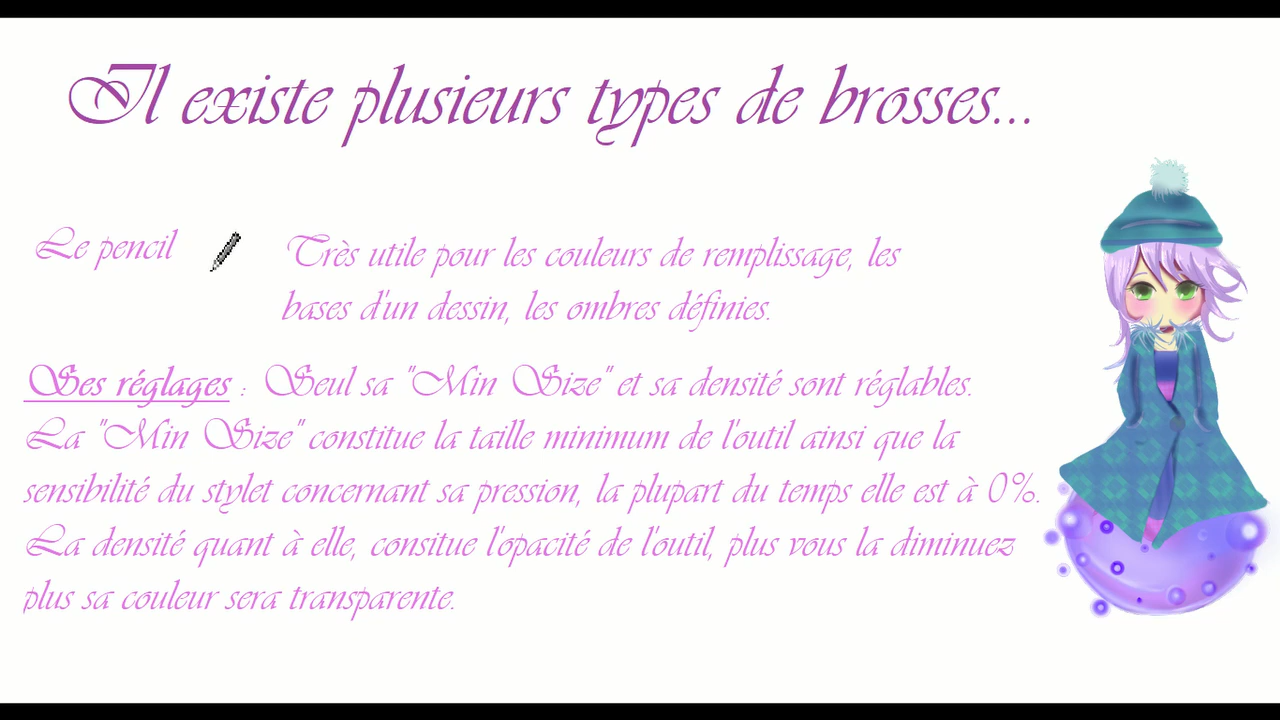 Il existe plusieurs types de brosses...
Le pencil
Très utile pour les couleurs de remplissage, les
bases d'un dessin, les ombres définies.
Ses réglages : Seul sa "Min Size" et sa densité sont réglables.
La "Min Size" constitue la taille minimum de l'outil ainsi que la
sensibilité du stylet concernant sa pression, la plupart du temps elle est à 0%.
La densité quant à elle, consitue l'opacité de l'outil, plus vous la diminuez
plus sa couleur sera transparente.